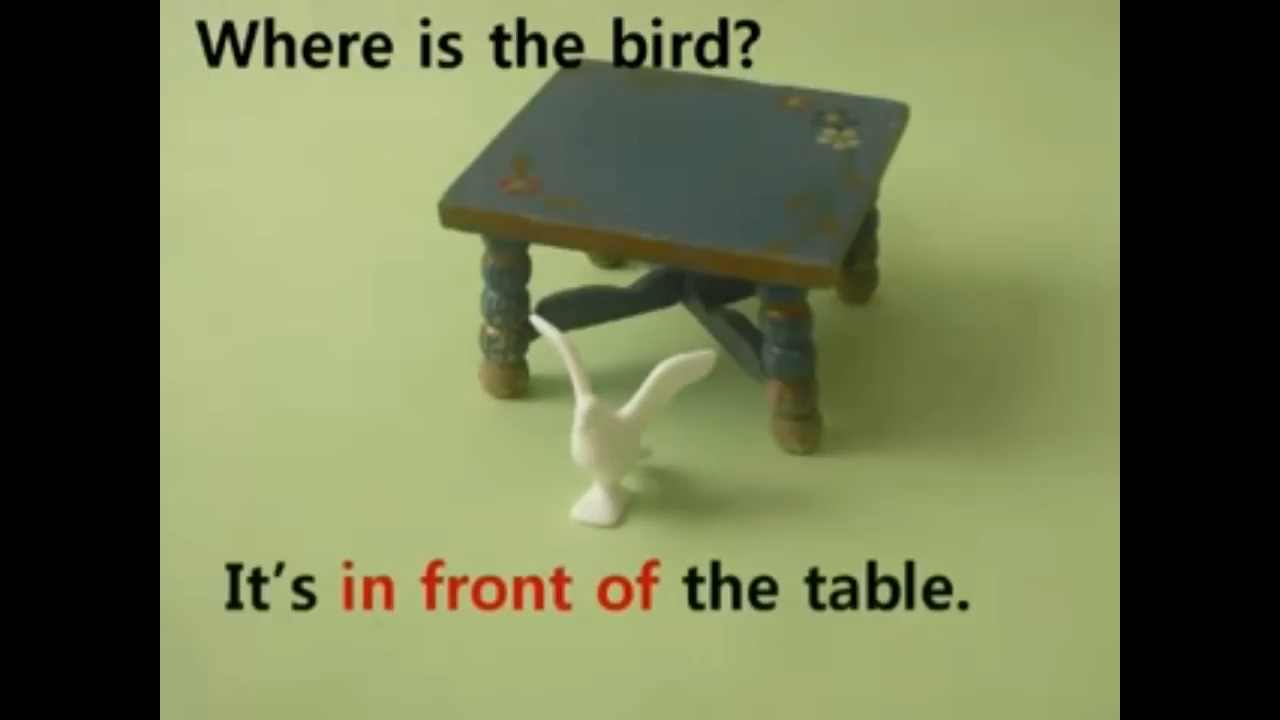 Where is the bird?
It's in front of the table.